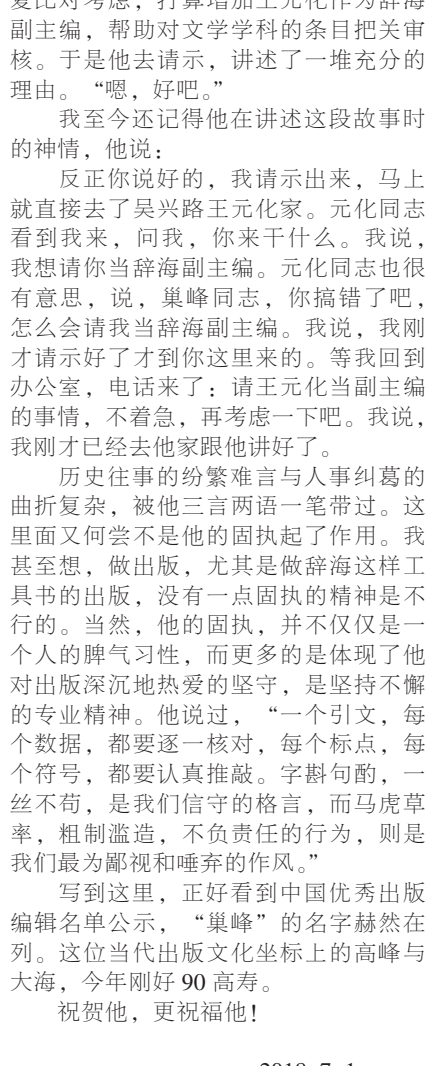 复比对考虑，打算增加王元化作为辞海
副主编，帮助对文学学科的条目把关审
核。于是他去请示，讲述了一堆充分的
理由。“嗯，好吧。”
我至今还记得他在讲述这段故事时
的神情，他说：
反正你说好的，我请示出来，马上
就直接去了吴兴路王元化家。元化同志
看到我来，问我，你来干什么。我说，
我想请你当辞海副主编。元化同志也很
有意思，说，巢峰同志，你搞错了吧，
怎么会请我当辞海副主编。我说，我刚
才请示好了才到你这里来的。等我回到
办公室，电话来了：请王元化当副主编
的事情，不着急，再考虑一下吧。我说，
我刚才已经去他家跟他讲好了。
历史往事的纷繁难言与人事纠葛的
曲折复杂，被他三言两语一笔带过。这
里面又何尝不是他的固执起了作用。我
甚至想，做出版，尤其是做辞海这样工
具书的出版，没有一点固执的精神是不
行的。当然，他的固执，并不仅仅是一
个人的脾气习性，而更多的是体现了他
对出版深沉地热爱的坚守，是坚持不懈
的专业精神。他说过，“一个引文，每
个数据，都要逐一核对，每个标点，每
个符号，都要认真推敲。字斟句酌，一
丝不苟，是我们信守的格言，而马虎草
率，粗制滥造，不负责任的行为，则是
我们最为鄙视和唾弃的作风。”
写到这里，正好看到中国优秀出版
编辑名单公示，“巢峰”的名字赫然在
列。这位当代出版文化坐标上的高峰与
大海，今年刚好 90 高寿。
祝贺他，更祝福他！